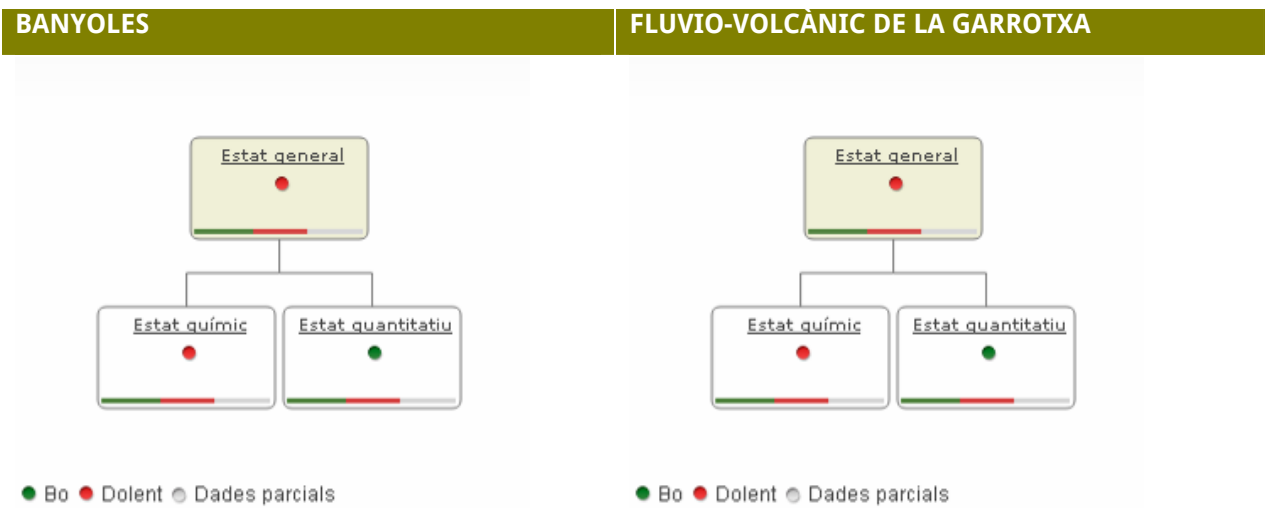 BANYOLES
Estat general
Estat químic
Estat quantitatiu
Bo Dolent Dades parcials
FLUVIO-VOLCÀNIC DE LA GARROTXA
Estat general
Estat químic
Estat quantitatiu
Bo Dolent Dades parcials